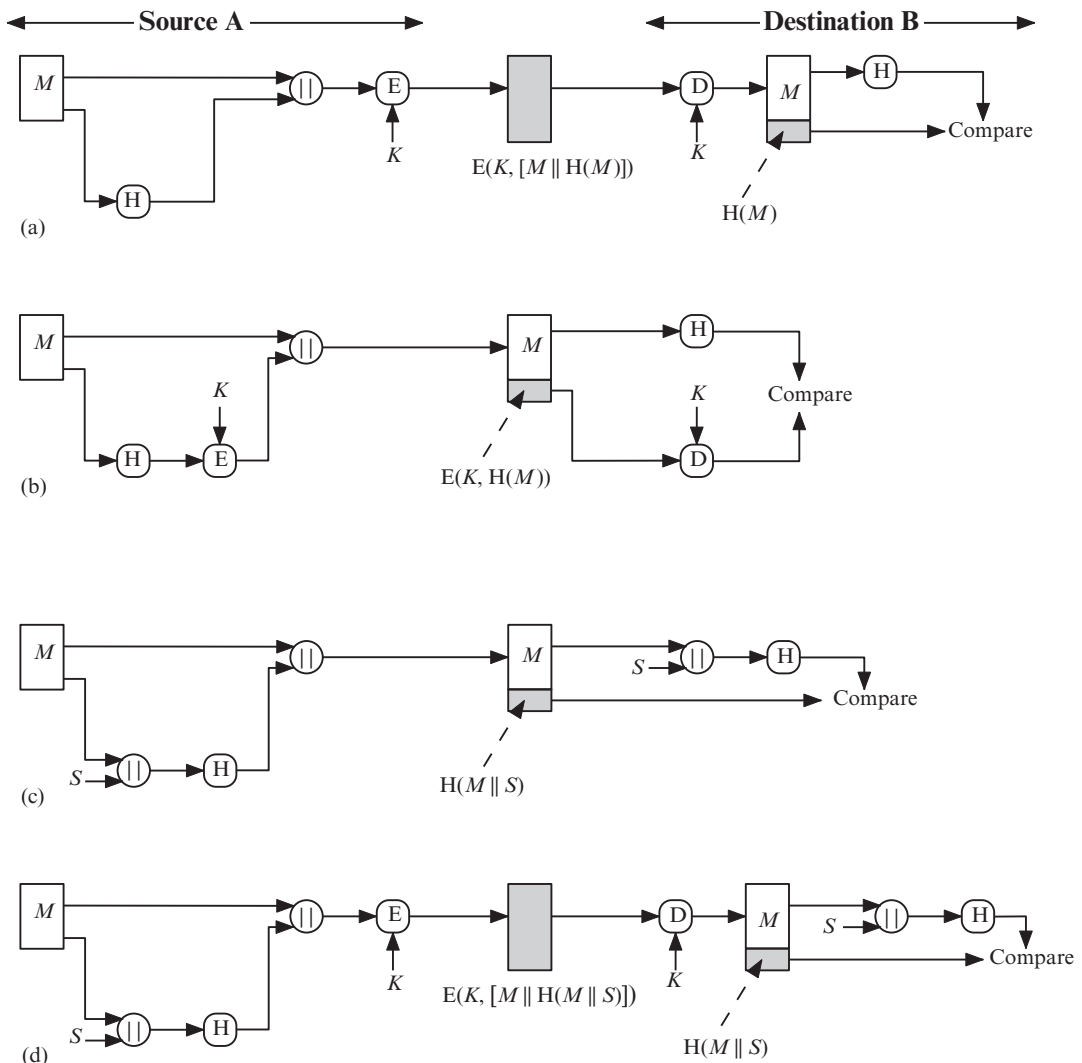 Source A Destination B
M || E D M H
K K Compare
E(K, [M || H(M)])
H
H(M)
(a)
M || M H
K K Compare
H E D
E(K, H(M))
(b)
M || M || H
S
Compare
S || H H(M || S)
(c)
M || E D M || H
S
K K Compare
E(K, [M || H(M || S)])
S || H
H(M || S)
(d)